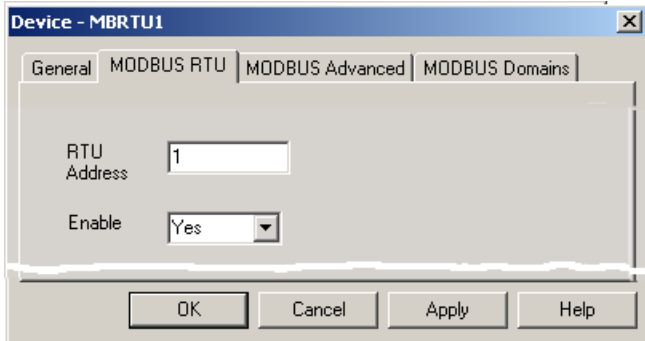 Device - MBRTU1
General MODBUS RTU MODBUS Advanced MODBUS Domains
RTU
Address
1
Enable
Yes
OK Cancel Apply Help